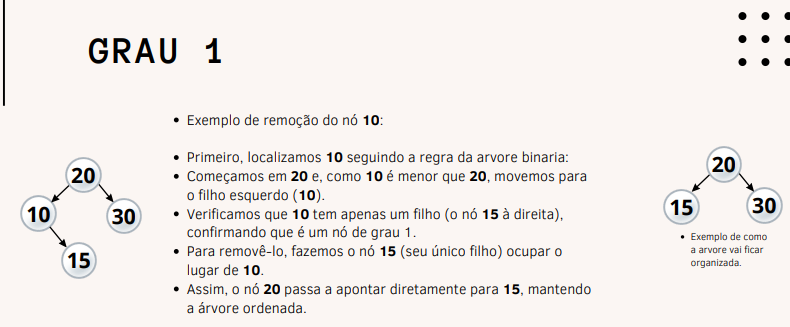 GRAU 1
• Exemplo de remoção do nó 10:
• Primeiro, localizamos 10 seguindo a regra da arvore binaria:
• Começamos em 20 e, como 10 é menor que 20, movemos para
o filho esquerdo (10).
• Verificamos que 10 tem apenas um filho (o nó 15 à direita),
confirmando que é um nó de grau 1.
• Para removê-lo, fazemos o nó 15 (seu único filho) ocupar o
lugar de 10.
• Assim, o nó 20 passa a apontar diretamente para 15, mantendo
a árvore ordenada.
20
10
30
15
20
15
30
• Exemplo de como
a arvore vai ficar
organizada.